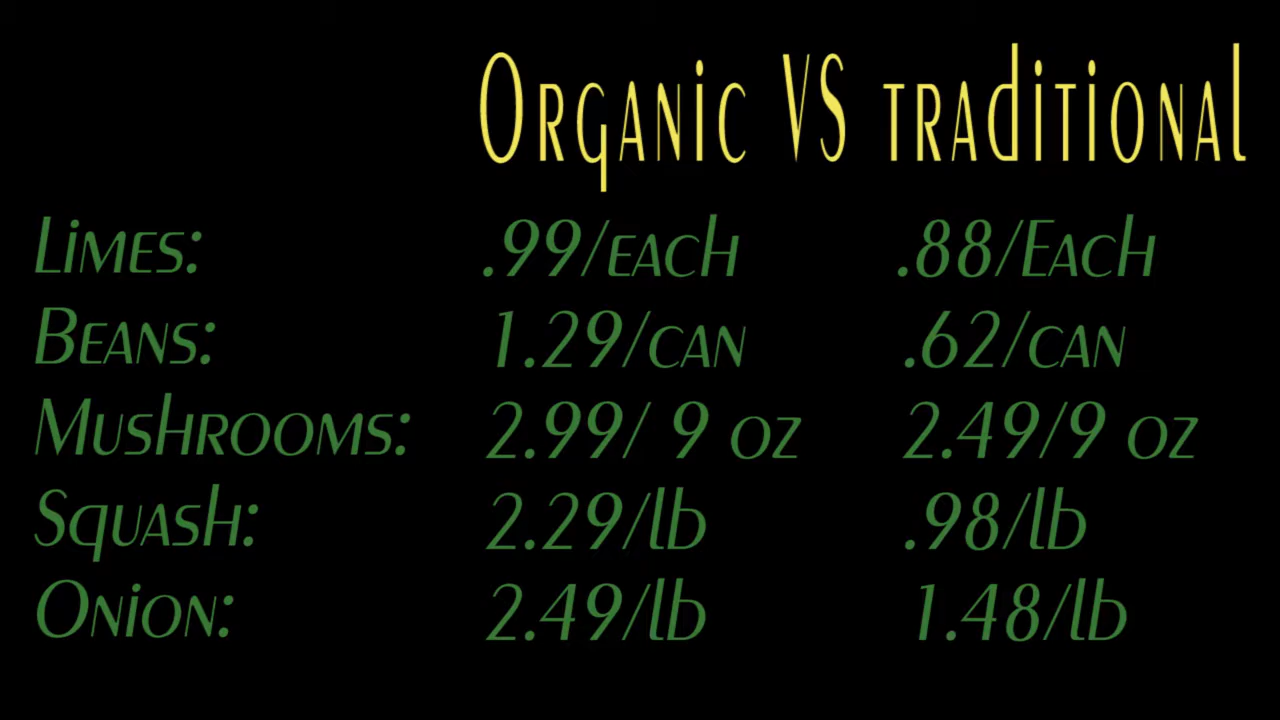 Organic VS traditional
Limes: .99/each .88/Each
Beans: 1.29/can .62/can
Mushrooms: 2.99/ 9 oz 2.49/9 oz
Squash: 2.29/lb .98/lb
Onion: 2.49/lb 1.48/lb